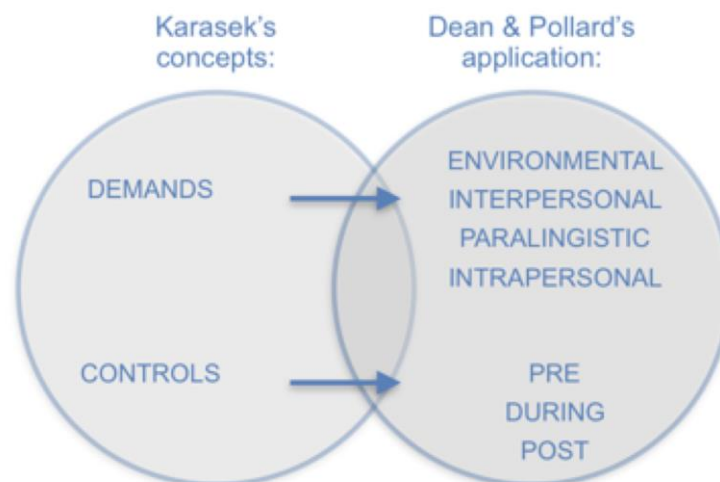 Karasek's
concepts:
Dean & Pollard's
application:
DEMANDS
ENVIRONMENTAL
INTERPERSONAL
PARALINGISTIC
INTRAPERSONAL
CONTROLS
PRE
DURING
POST